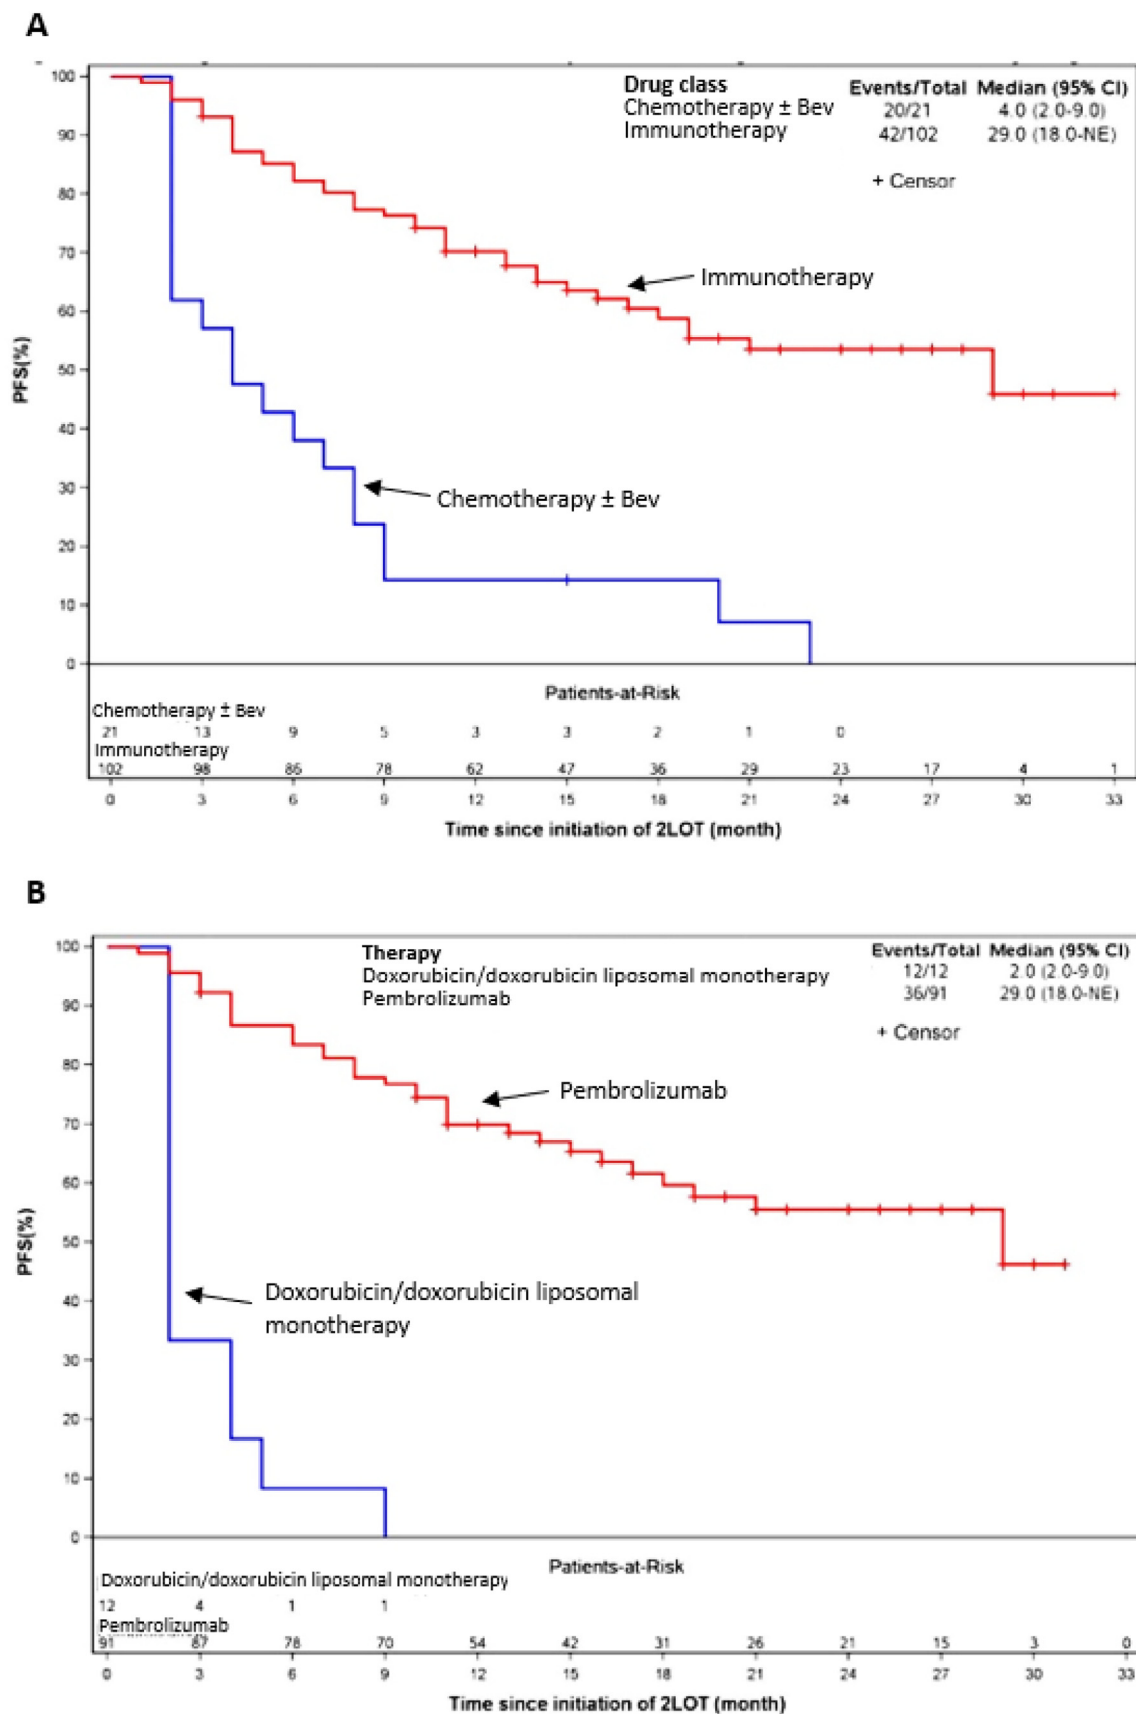 A
Drug class Events/Total Median (95% CI)
Chemotherapy ± Bev 20/21 4.0 (2.0-9.0)
Immunotherapy 42/102 29.0 (18.0-NE)
+ Censor
100
90
80
70
60
50
40
30
20
10
0
PFS(%)
Immunotherapy
Chemotherapy ± Bev
Patients-at-Risk
Chemotherapy ± Bev
21 13 9 5 3 3 2 1 0
Immunotherapy
102 98 86 78 62 47 36 29 23 17 4 1
0 3 6 9 12 15 18 21 24 27 30 33
Time since initiation of 2LOT (month)
B
Therapy Events/Total Median (95% CI)
Doxorubicin/doxorubicin liposomal monotherapy 12/12 2.0 (2.0-9.0)
Pembrolizumab 36/91 29.0 (18.0-NE)
+ Censor
100
90
80
70
60
50
40
30
20
10
0
PFS(%)
Pembrolizumab
Doxorubicin/doxorubicin liposomal
monotherapy
Patients-at-Risk
Doxorubicin/doxorubicin liposomal monotherapy
12 4 1 1
Pembrolizumab
91 87 78 70 54 42 31 26 21 15 3 0
0 3 6 9 12 15 18 21 24 27 30 33
Time since initiation of 2LOT (month)